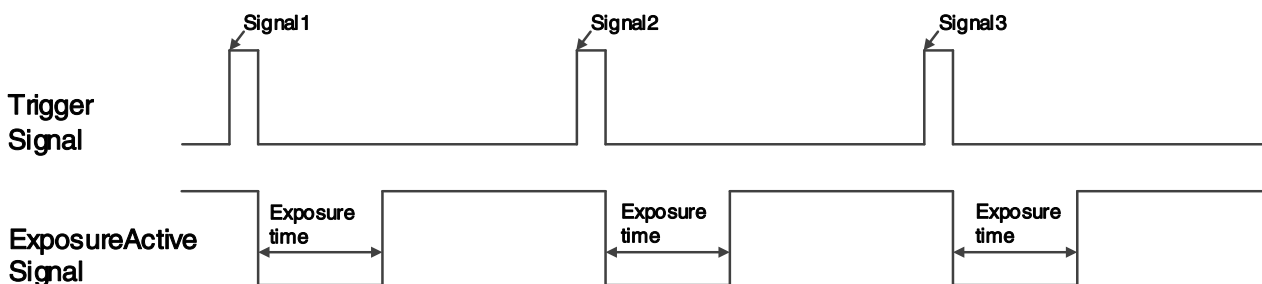 Signal1
Signal2
Signal3
Trigger
Signal
Exposure
time
Exposure
time
Exposure
time
ExposureActive
Signal